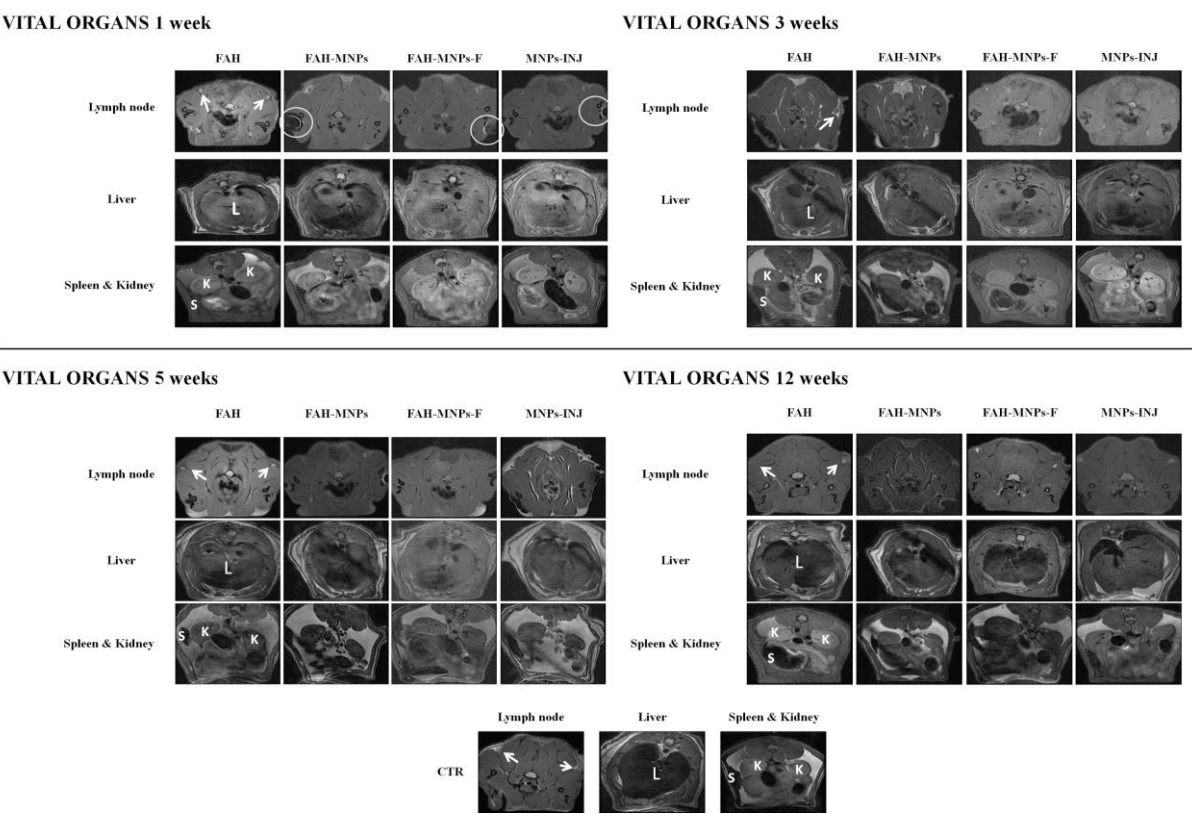 VITAL ORGANS 1 week
FAH FAH-MNPs FAH-MNPs-F MNPs-INJ
Lymph node
Liver
L
Spleen & Kidney
K
K
S
VITAL ORGANS 3 weeks
FAH FAH-MNPs FAH-MNPs-F MNPs-INJ
Lymph node
Liver
L
Spleen & Kidney
K K
S
VITAL ORGANS 5 weeks
FAH FAH-MNPs FAH-MNPs-F MNPs-INJ
Lymph node
Liver
L
Spleen & Kidney
S K K
VITAL ORGANS 12 weeks
FAH FAH-MNPs FAH-MNPs-F MNPs-INJ
Lymph node
Liver
L
Spleen & Kidney
K K
S
Lymph node Liver Spleen & Kidney
CTR
L
K K
S